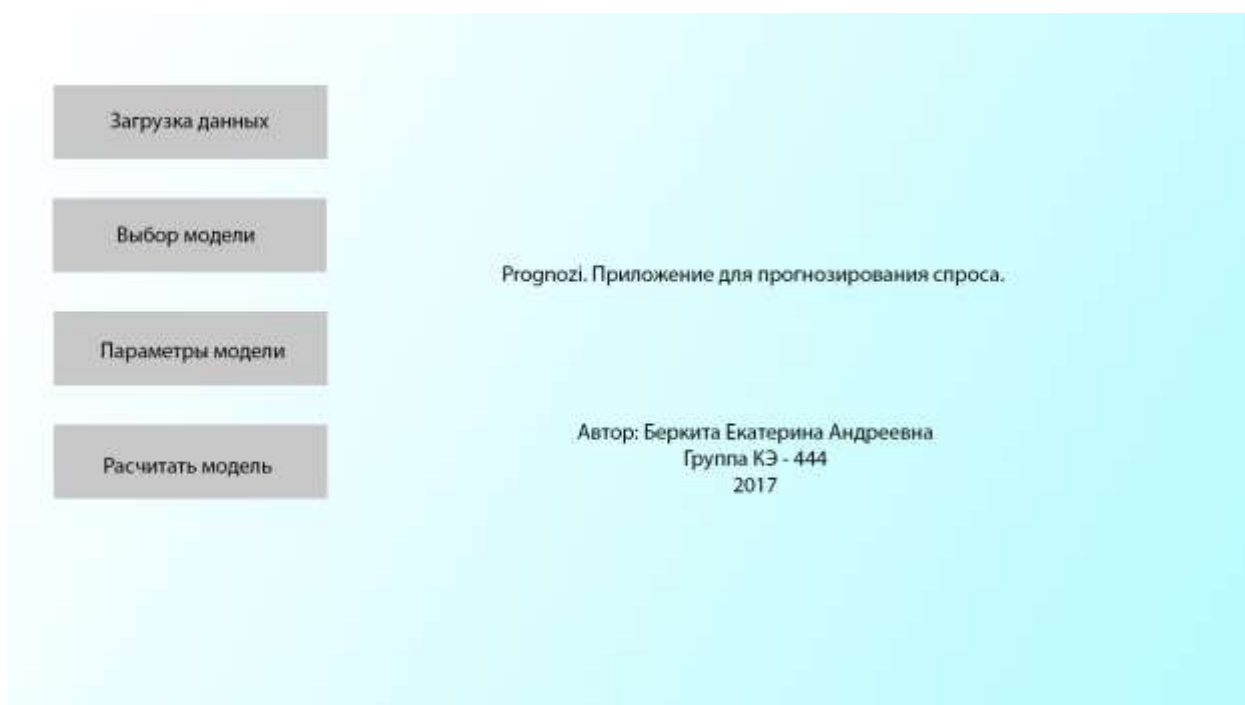 Загрузка данных
Выбор модели
Параметры модели
Расчитать модель
Prognozi. Приложение для прогнозирования спроса.
Автор: Беркита Екатерина Андреевна
Группа КЭ - 444
2017